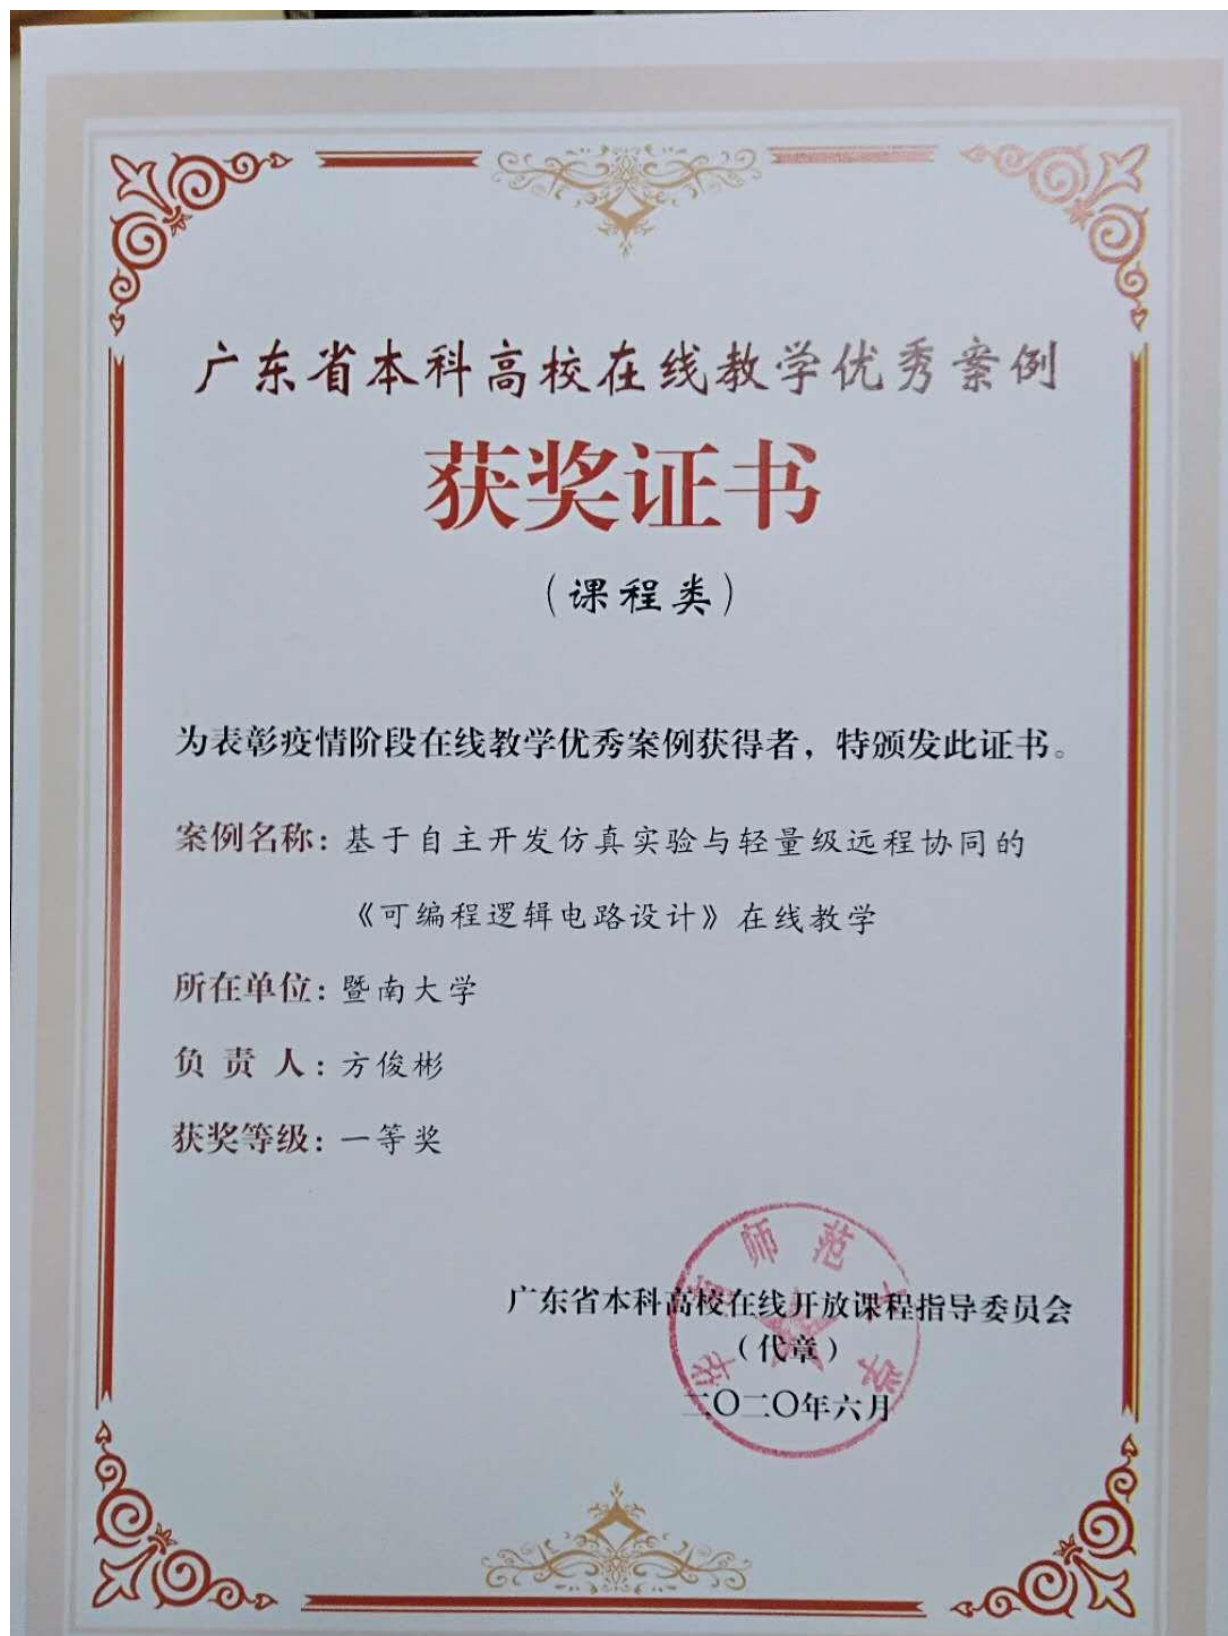 广东省本科高校在线教学优秀案例
获奖证书
（课程类）
为表彰疫情阶段在线教学优秀案例获得者，特颁发此证书。
案例名称：基于自主开发仿真实验与轻量级远程协同的
《可编程逻辑电路设计》在线教学
所在单位：暨南大学
负责人：方俊彬
获奖等级：一等奖
华南师范大学
广东省本科高校在线开放课程指导委员会
（代章）
二〇二〇年六月